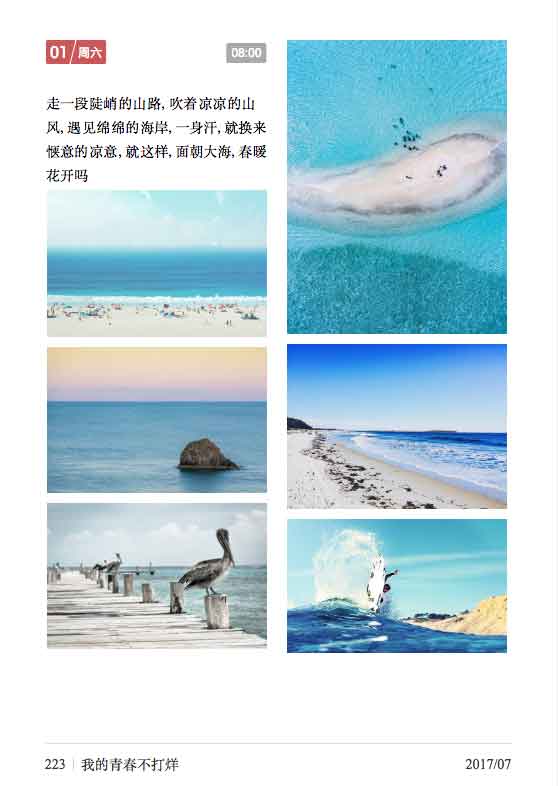 01/周六
08:00
走一段陡峭的山路，吹着凉凉的山
风，遇见绵绵的海岸，一身汗，就换来
惬意的凉意，就这样，面朝大海，春暖
花开吗
223 | 我的青春不打烊
2017/07